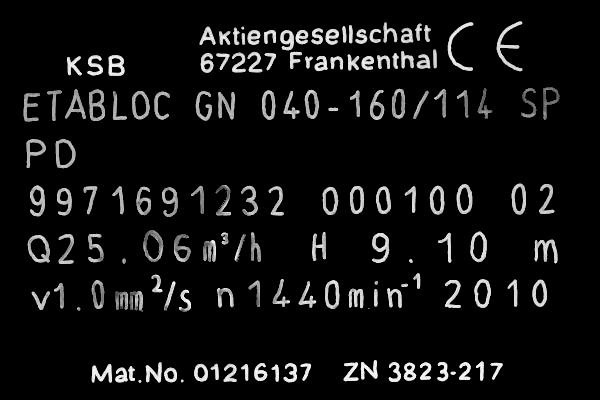 KSB Aktiengesellschaft
67227 Frankenthal CE
ETABLOC GN 040-160/114 SP
PD
9971691232 000100 02
Q25.06m³/h H 9.10 m
v1.0mm²/s n1440min⁻¹ 2010
Mat.No. 01216137 ZN 3823-217